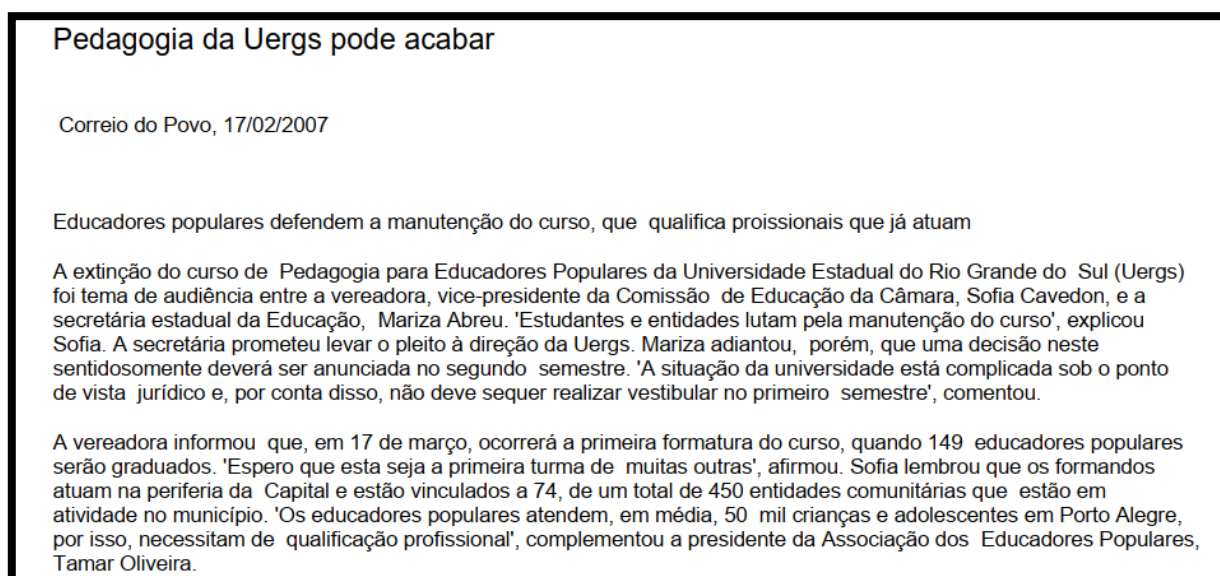 Pedagogia da Uergs pode acabar
Correio do Povo, 17/02/2007
Educadores populares defendem a manutenção do curso, que qualifica proissionais que já atuam
A extinção do curso de Pedagogia para Educadores Populares da Universidade Estadual do Rio Grande do Sul (Uergs)
foi tema de audiência entre a vereadora, vice-presidente da Comissão de Educação da Câmara, Sofia Cavedon, e a
secretária estadual da Educação, Mariza Abreu. 'Estudantes e entidades lutam pela manutenção do curso', explicou
Sofia. A secretária prometeu levar o pleito à direção da Uergs. Mariza adiantou, porém, que uma decisão neste
sentidosomente deverá ser anunciada no segundo semestre. 'A situação da universidade está complicada sob o ponto
de vista jurídico e, por conta disso, não deve sequer realizar vestibular no primeiro semestre', comentou.
A vereadora informou que, em 17 de março, ocorrerá a primeira formatura do curso, quando 149 educadores populares
serão graduados. 'Espero que esta seja a primeira turma de muitas outras', afirmou. Sofia lembrou que os formandos
atuam na periferia da Capital e estão vinculados a 74, de um total de 450 entidades comunitárias que estão em
atividade no município. 'Os educadores populares atendem, em média, 50 mil crianças e adolescentes em Porto Alegre,
por isso, necessitam de qualificação profissional', complementou a presidente da Associação dos Educadores Populares,
Tamar Oliveira.